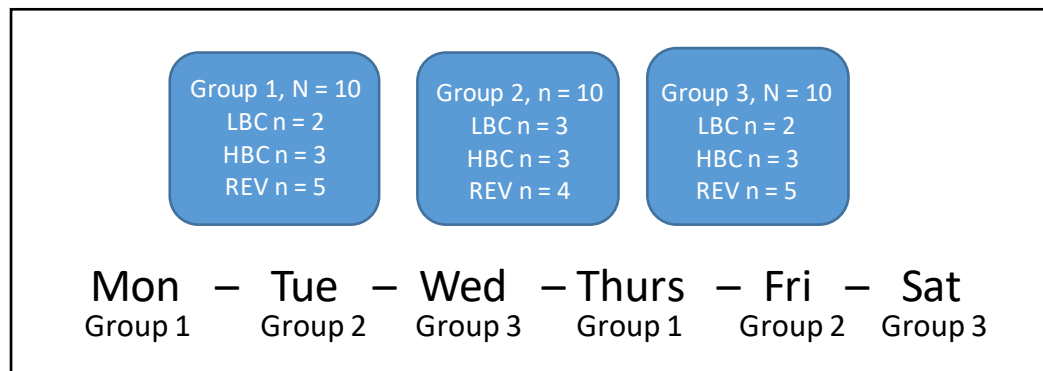 Group 1, N = 10
LBC n = 2
HBC n = 3
REV n = 5
Group 2, n = 10
LBC n = 3
HBC n = 3
REV n = 4
Group 3, N = 10
LBC n = 2
HBC n = 3
REV n = 5
Mon – Tue – Wed – Thurs – Fri – Sat
Group 1 Group 2 Group 3 Group 1 Group 2 Group 3